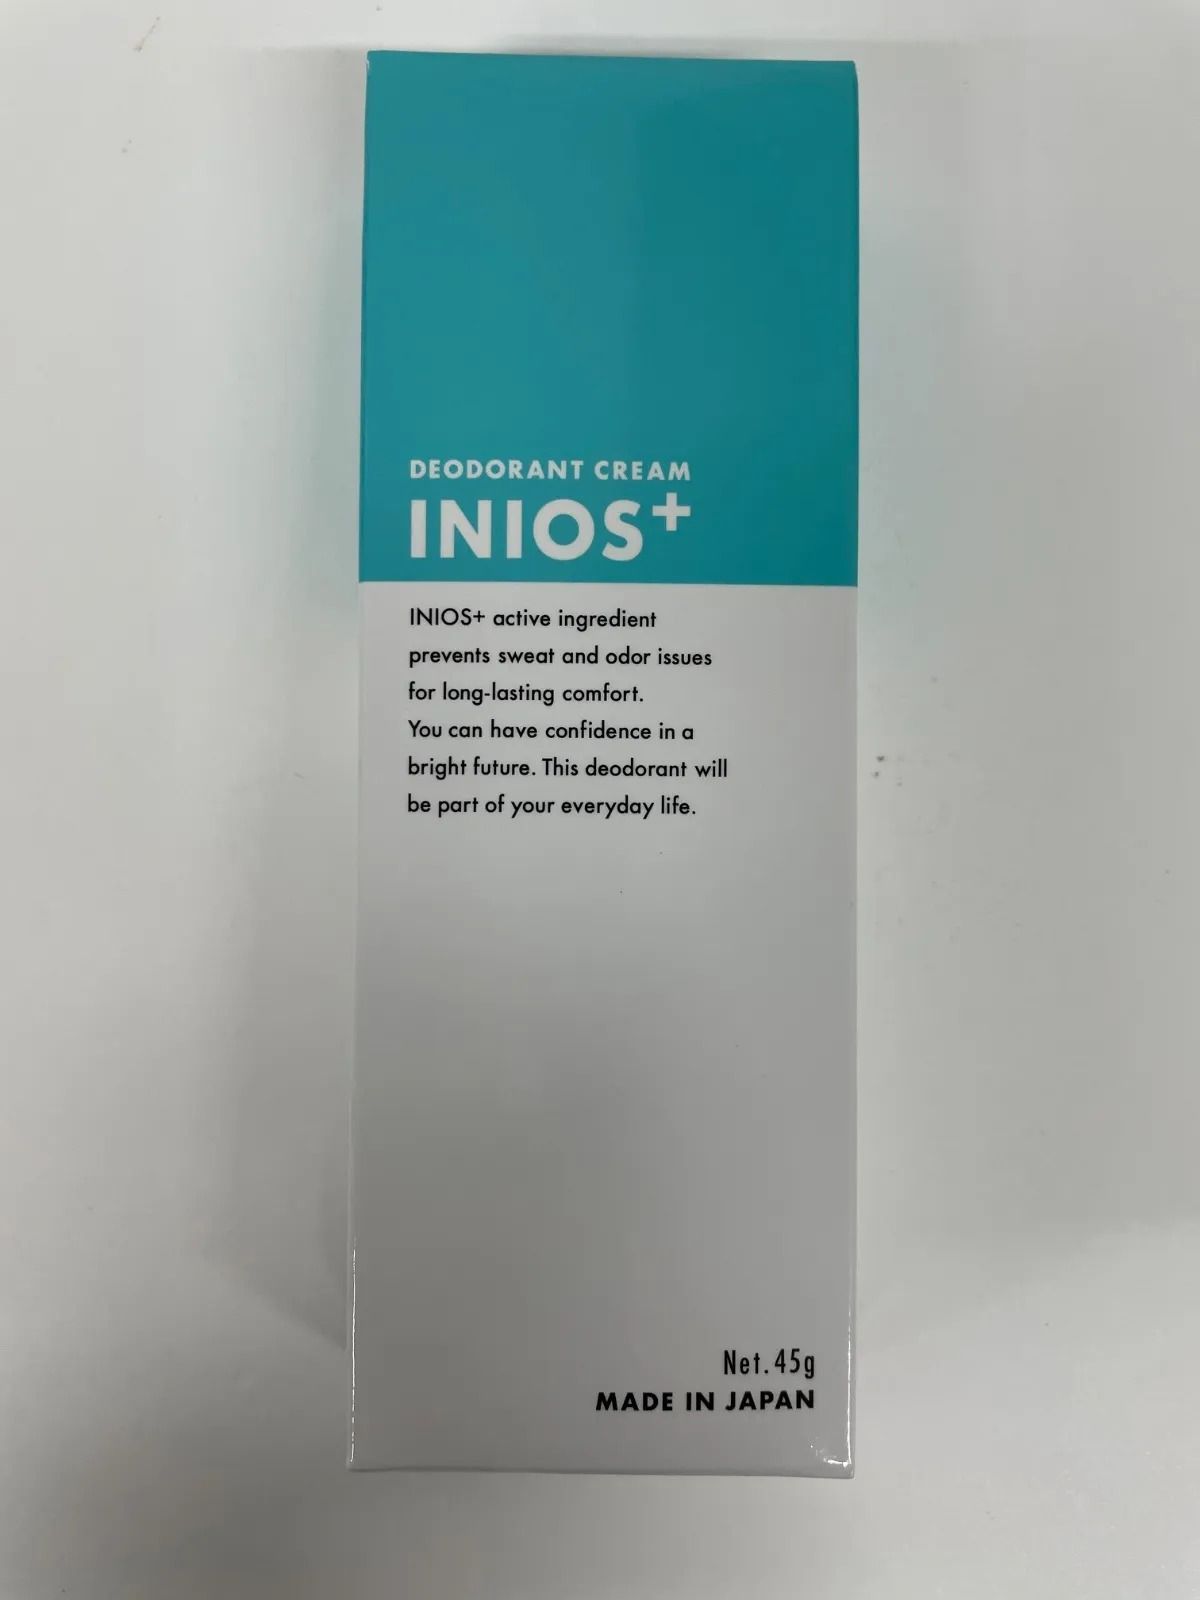 DEODORANT CREAM
INIOS+
INIOS+ active ingredient
prevents sweat and odor issues
for long-lasting comfort.
You can have confidence in a
bright future. This deodorant will
be part of your everyday life.
Net.45g
MADE IN JAPAN